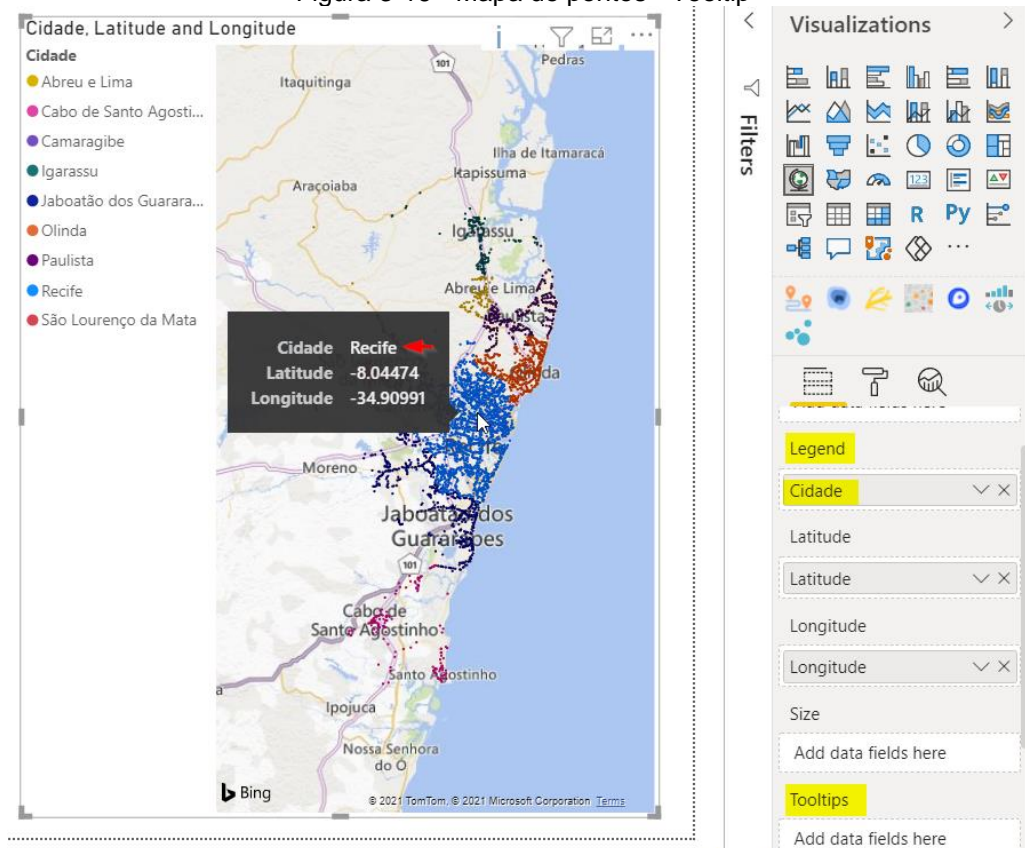 Cidade, Latitude and Longitude
Cidade
Abreu e Lima
Cabo de Santo Agosti...
Camaragibe
Igarassu
Jaboatão dos Guarara...
Olinda
Paulista
Recife
São Lourenço da Mata
101
Pedras
Itaquitinga
Ilha de Itamaracá
Itapissuma
Araçoiaba
Igarassu
Abreu e Lima
Paulista
Olinda
Cidade Recife
Latitude -8.04474
Longitude -34.90991
Recife
Moreno
Jaboatão dos
Guararapes
101
Cabo de
Santo Agostinho
Santo Agostinho
Ipojuca
Nossa Senhora
do Ó
Bing
© 2021 TomTom, © 2021 Microsoft Corporation Terms
Filters
Visualizations
123
R
Py
Legend
Cidade
Latitude
Latitude
Longitude
Longitude
Size
Add data fields here
Tooltips
Add data fields here